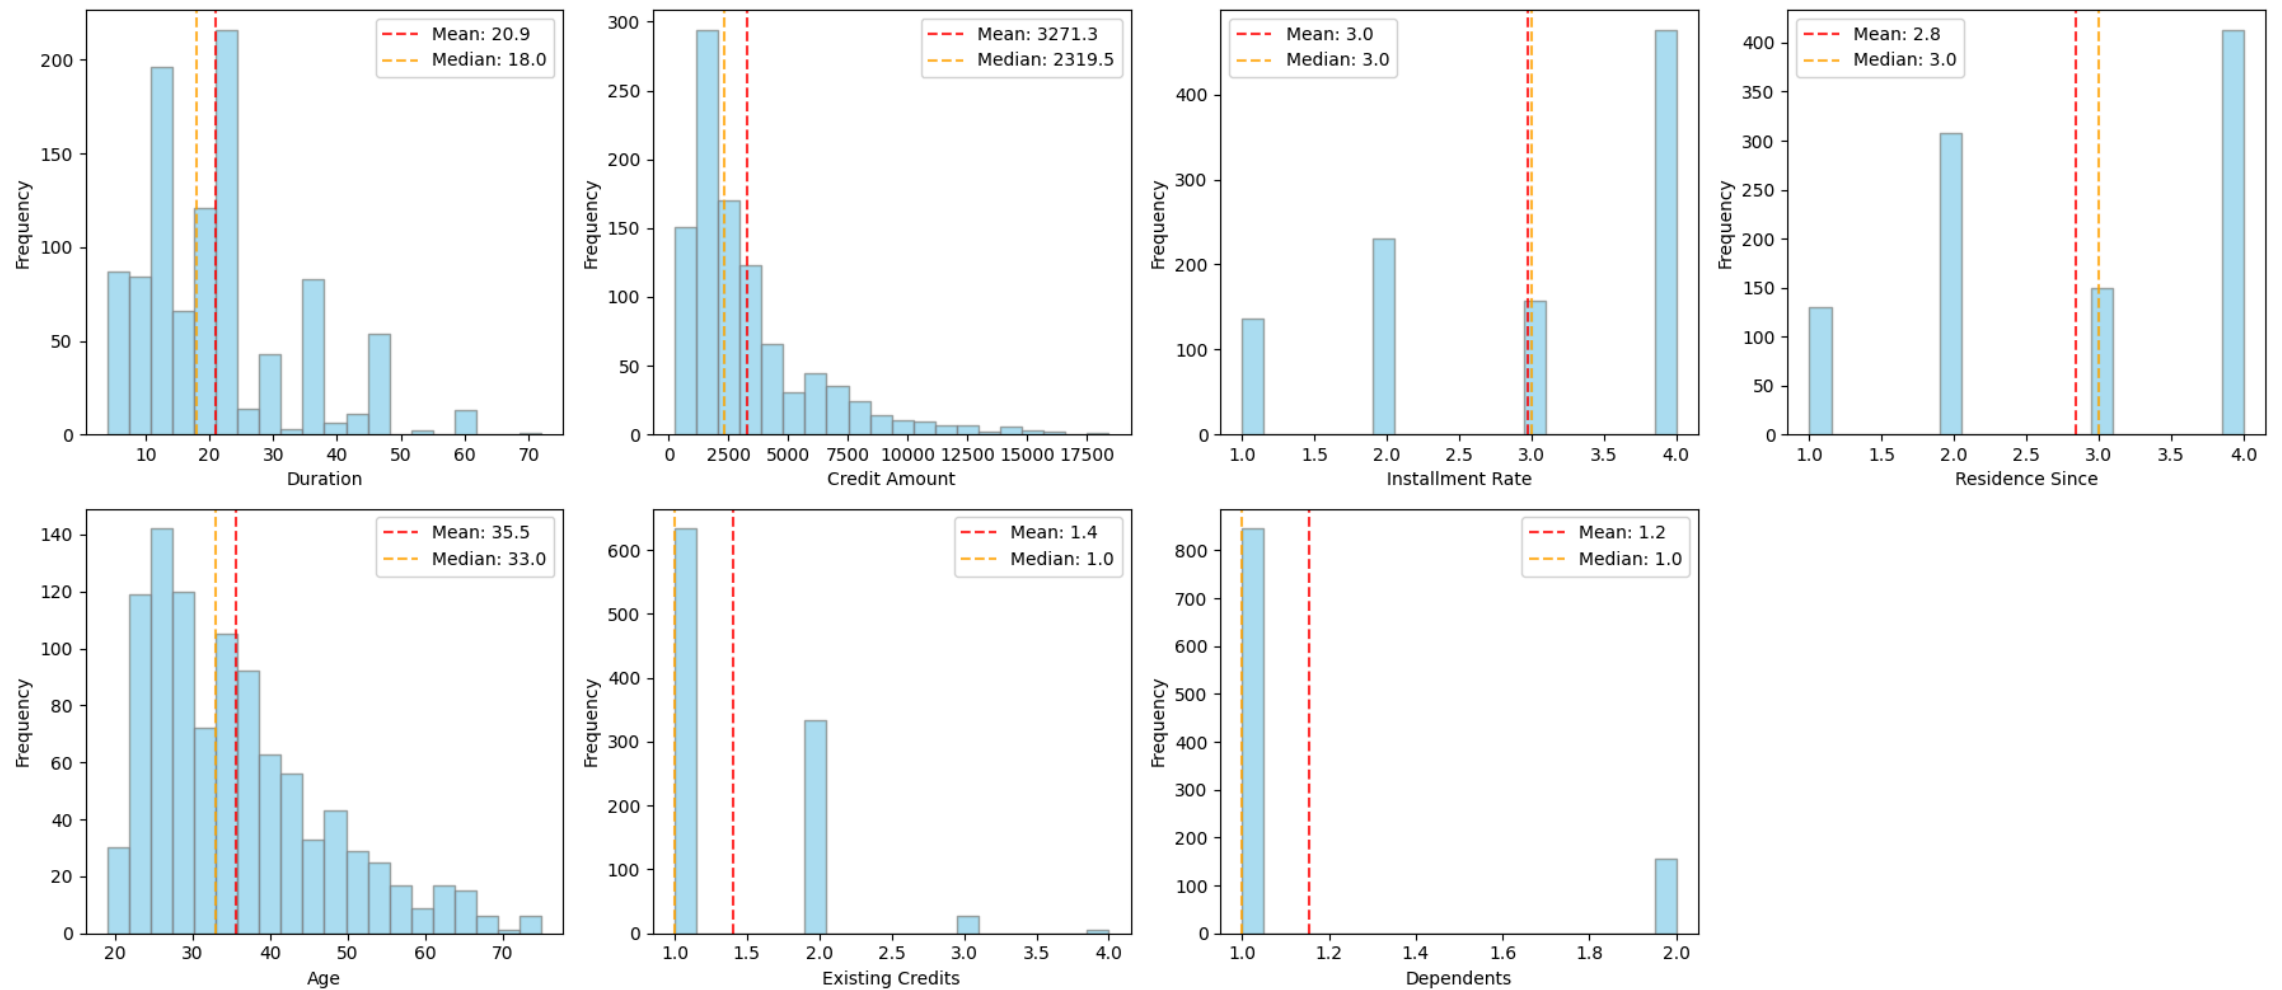 Mean: 20.9
Median: 18.0
200
150
100
50
0
Frequency
10 20 30 40 50 60 70
Duration
Mean: 3271.3
Median: 2319.5
300
250
200
150
100
50
0
Frequency
0 2500 5000 7500 10000 12500 15000 17500
Credit Amount
Mean: 3.0
Median: 3.0
400
300
200
100
0
Frequency
1.0 1.5 2.0 2.5 3.0 3.5 4.0
Installment Rate
Mean: 2.8
Median: 3.0
400
350
300
250
200
150
100
50
0
Frequency
1.0 1.5 2.0 2.5 3.0 3.5 4.0
Residence Since
Mean: 35.5
Median: 33.0
140
120
100
80
60
40
20
0
Frequency
20 30 40 50 60 70
Age
Mean: 1.4
Median: 1.0
600
500
400
300
200
100
0
Frequency
1.0 1.5 2.0 2.5 3.0 3.5 4.0
Existing Credits
Mean: 1.2
Median: 1.0
800
700
600
500
400
300
200
100
0
Frequency
1.0 1.2 1.4 1.6 1.8 2.0
Dependents